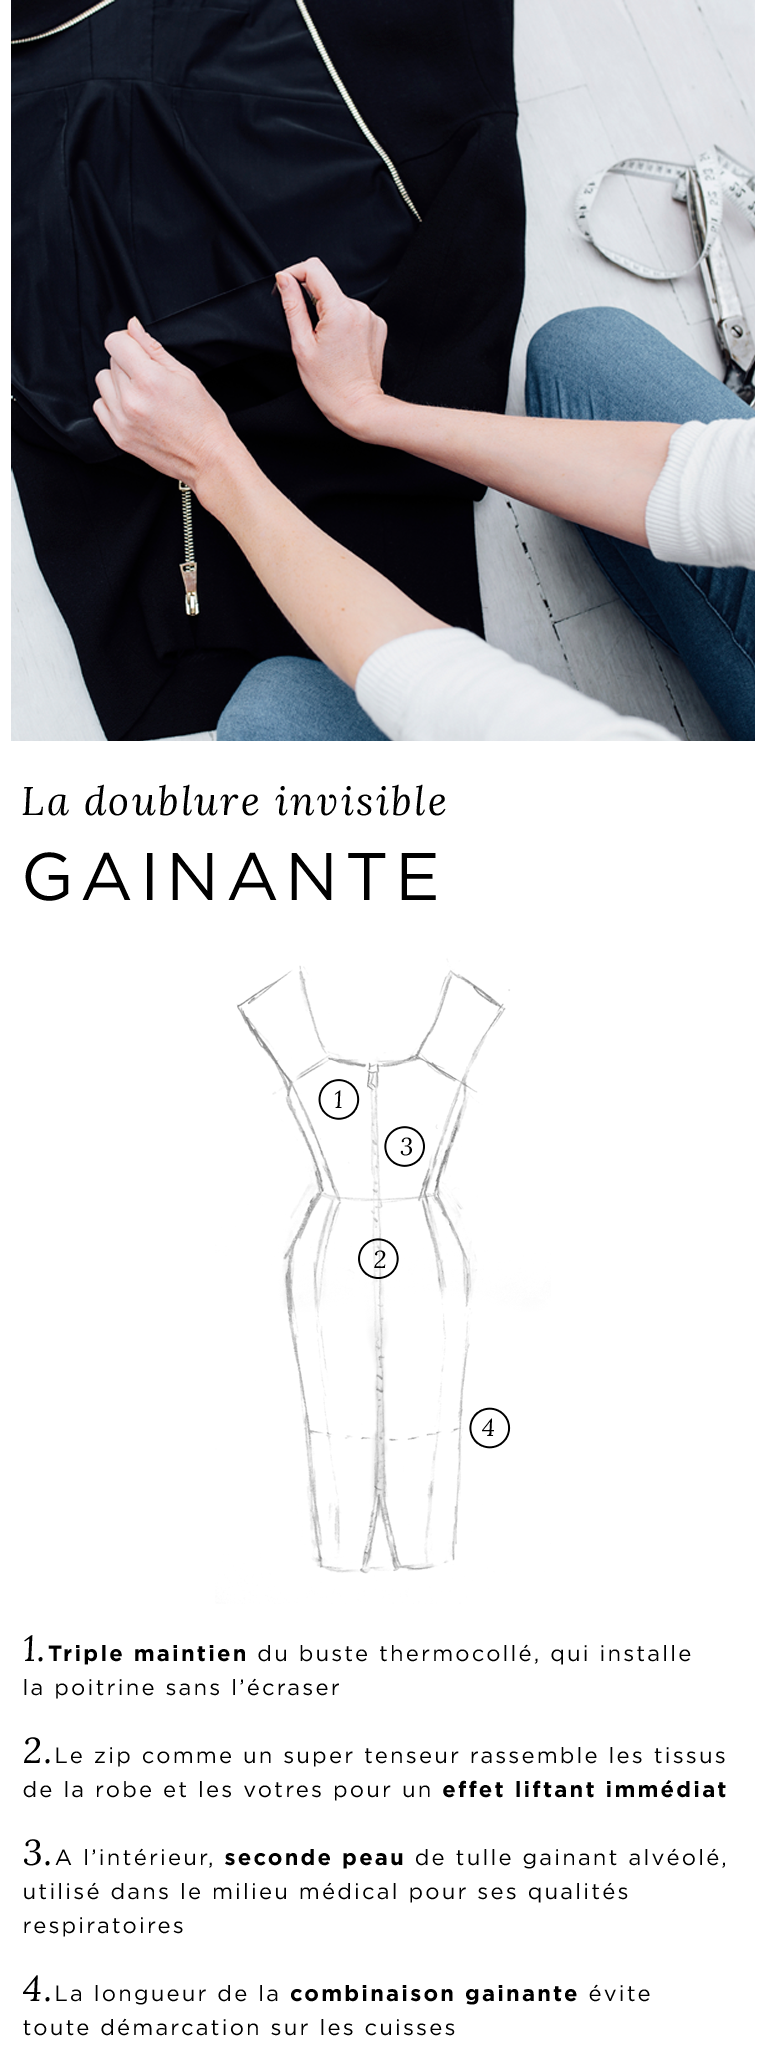 La doublure invisible
GAINANTE
1
3
2
4
1.Triple maintien du buste thermocollé, qui installe
la poitrine sans l’écraser
2.Le zip comme un super tenseur rassemble les tissus
de la robe et les votres pour un effet liftant immédiat
3.A l’intérieur, seconde peau de tulle gainant alvéolé,
utilisé dans le milieu médical pour ses qualités
respiratoires
4.La longueur de la combinaison gainante évite
toute démarcation sur les cuisses